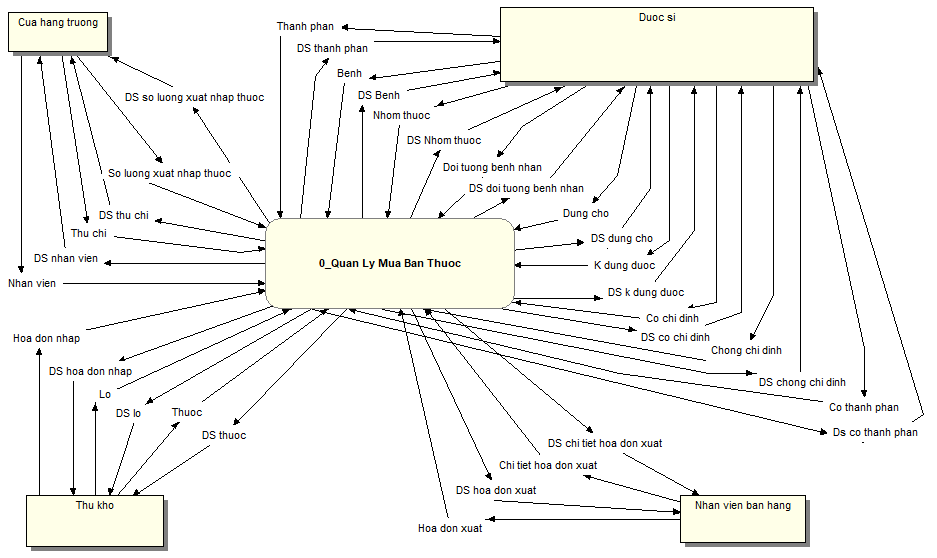 Cua hang truong
Duoc si
Thanh phan
DS thanh phan
Benh
DS Benh
DS so luong xuat nhap thuoc
Nhom thuoc
DS Nhom thuoc
Doi tuong benh nhan
So luong xuat nhap thuoc
DS doi tuong benh nhan
DS thu chi
Dung cho
Thu chi
DS dung cho
DS nhan vien
0_Quan Ly Mua Ban Thuoc
K dung duoc
Nhan vien
DS k dung duoc
Co chi dinh
Hoa don nhap
DS co chi dinh
Chong chi dinh
DS hoa don nhap
DS chong chi dinh
Lo
Co thanh phan
DS lo
Thuoc
DS thuoc
Ds co thanh phan
DS chi tiet hoa don xuat
Chi tiet hoa don xuat
DS hoa don xuat
Thu kho
Nhan vien ban hang
Hoa don xuat